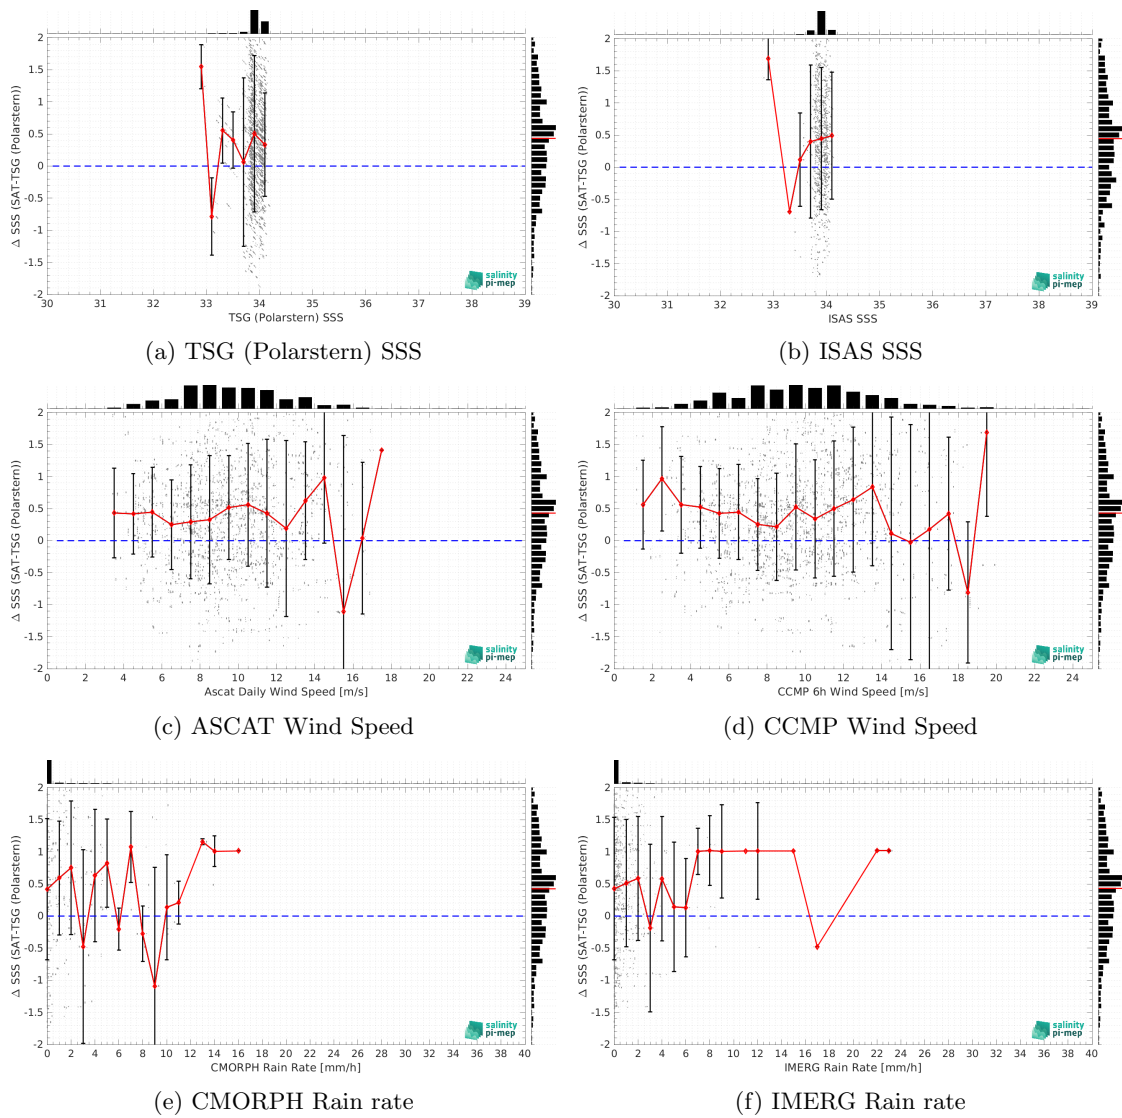 2
1.5
1
0.5
0
-0.5
-1
-1.5
-2
Δ SSS (SAT-TSG (Polarstern))
30 31 32 33 34 35 36 37 38 39
TSG (Polarstern) SSS
salinity
pi-mep
(a) TSG (Polarstern) SSS
2
1.5
1
0.5
0
-0.5
-1
-1.5
-2
Δ SSS (SAT-TSG (Polarstern))
30 31 32 33 34 35 36 37 38 39
ISAS SSS
salinity
pi-mep
(b) ISAS SSS
2
1.5
1
0.5
0
-0.5
-1
-1.5
-2
Δ SSS (SAT-TSG (Polarstern))
0 2 4 6 8 10 12 14 16 18 20 22 24
Ascat Daily Wind Speed [m/s]
salinity
pi-mep
(c) ASCAT Wind Speed
2
1.5
1
0.5
0
-0.5
-1
-1.5
-2
Δ SSS (SAT-TSG (Polarstern))
0 2 4 6 8 10 12 14 16 18 20 22 24
CCMP 6h Wind Speed [m/s]
salinity
pi-mep
(d) CCMP Wind Speed
2
1.5
1
0.5
0
-0.5
-1
-1.5
-2
Δ SSS (SAT-TSG (Polarstern))
0 2 4 6 8 10 12 14 16 18 20 22 24 26 28 30 32 34 36 38 40
CMORPH Rain Rate [mm/h]
salinity
pi-mep
(e) CMORPH Rain rate
2
1.5
1
0.5
0
-0.5
-1
-1.5
-2
Δ SSS (SAT-TSG (Polarstern))
0 2 4 6 8 10 12 14 16 18 20 22 24 26 28 30 32 34 36 38 40
IMERG Rain Rate [mm/h]
salinity
pi-mep
(f) IMERG Rain rate